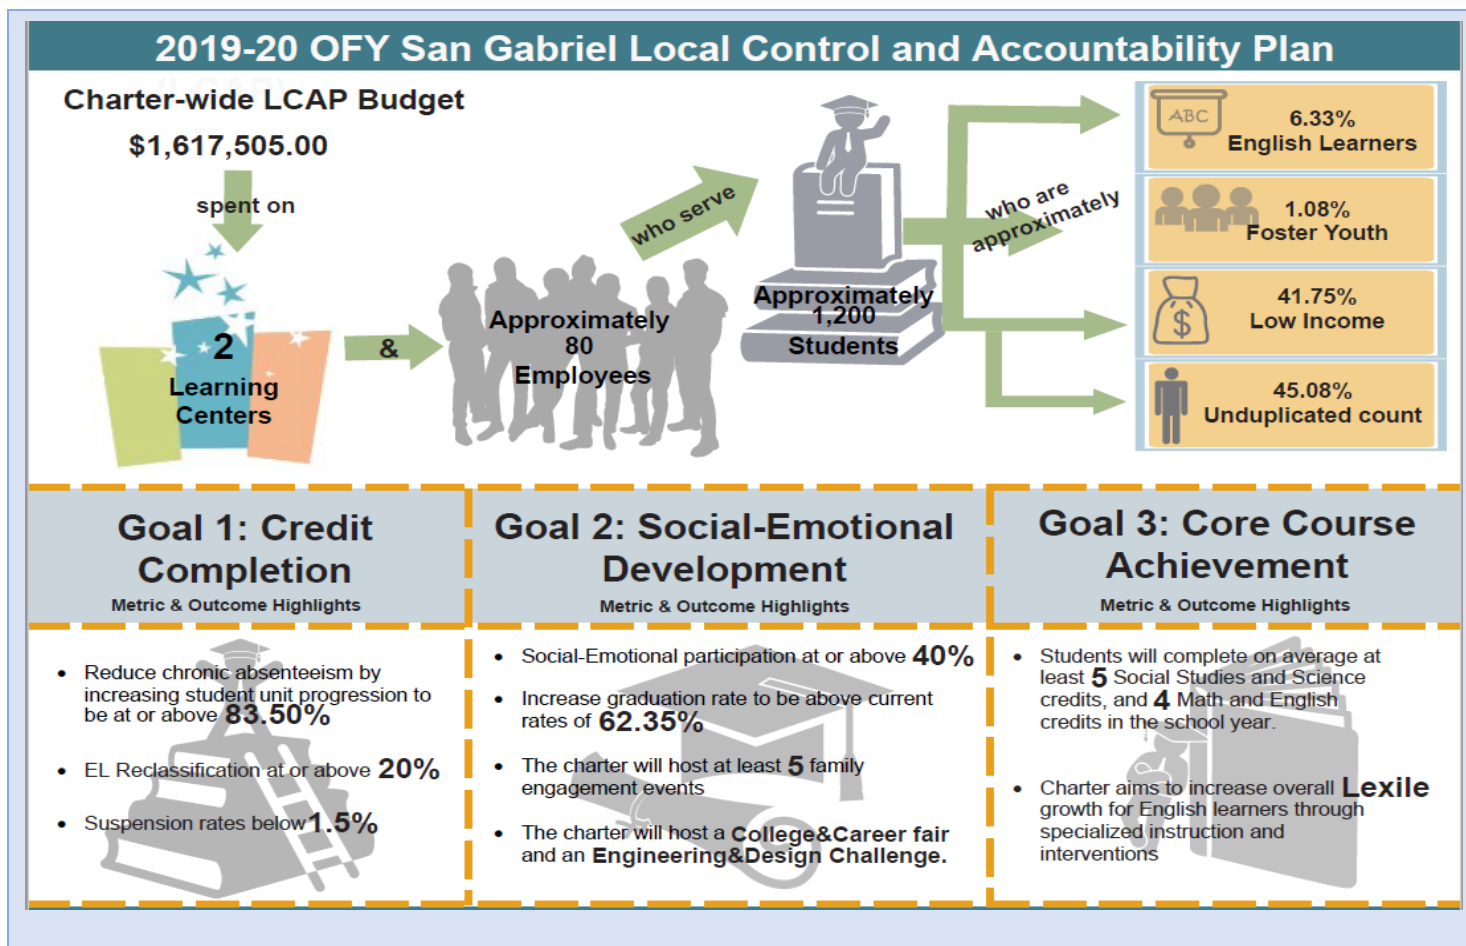 2019-20 OFY San Gabriel Local Control and Accountability Plan
(LCAP)
Charter-wide LCAP Budget
$1,617,505.00
spent on
2
Learning
Centers
&
Approximately
80
Employees
who serve
Approximately
1,200
Students
who are
approximately
ABC
6.33%
English Learners
1.08%
Foster Youth
$
41.75%
Low Income
45.08%
Unduplicated count
Goal 1: Credit
Completion
Metric & Outcome Highlights
• Reduce chronic absenteeism by
increasing student unit progression to
be at or above 83.50%
• EL Reclassification at or above 20%
• Suspension rates below 1.5%
Goal 2: Social-Emotional
Development
Metric & Outcome Highlights
• Social-Emotional participation at or above 40%
• Increase graduation rate to be above current
rates of 62.35%
• The charter will host at least 5 family
engagement events
• The charter will host a College&Career fair
and an Engineering&Design Challenge.
Goal 3: Core Course
Achievement
Metric & Outcome Highlights
• Students will complete on average at
least 5 Social Studies and Science
credits, and 4 Math and English
credits in the school year.
• Charter aims to increase overall Lexile
growth for English learners through
specialized instruction and
interventions